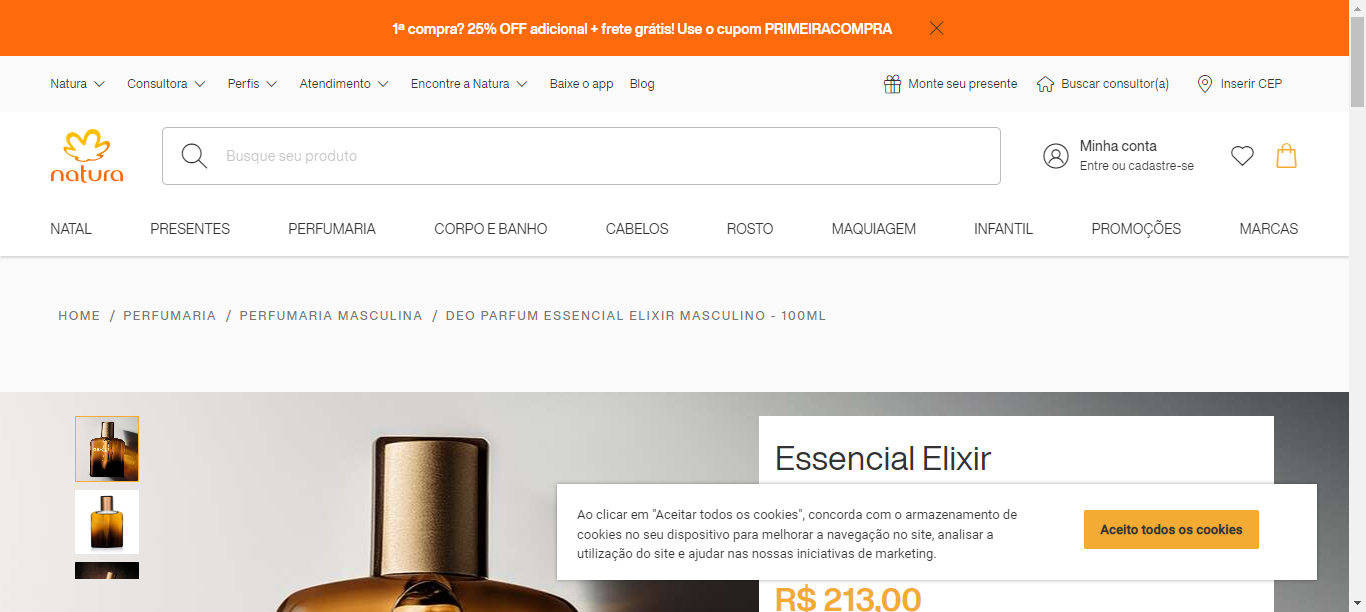 1ª compra? 25% OFF adicional + frete grátis! Use o cupom PRIMEIRACOMPRA
Natura Consultora Perfis Atendimento Encontre a Natura Baixe o app Blog Monte seu presente Buscar consultor(a) Inserir CEP
natura
Busque seu produto
Minha conta
Entre ou cadastre-se
NATAL PRESENTES PERFUMARIA CORPO E BANHO CABELOS ROSTO MAQUIAGEM INFANTIL PROMOÇÕES MARCAS
HOME / PERFUMARIA / PERFUMARIA MASCULINA / DEO PARFUM ESSENCIAL ELIXIR MASCULINO - 100ML
Essencial Elixir
Ao clicar em "Aceitar todos os cookies", concorda com o armazenamento de
cookies no seu dispositivo para melhorar a navegação no site, analisar a
utilização do site e ajudar nas nossas iniciativas de marketing.
Aceito todos os cookies
R$ 213,00